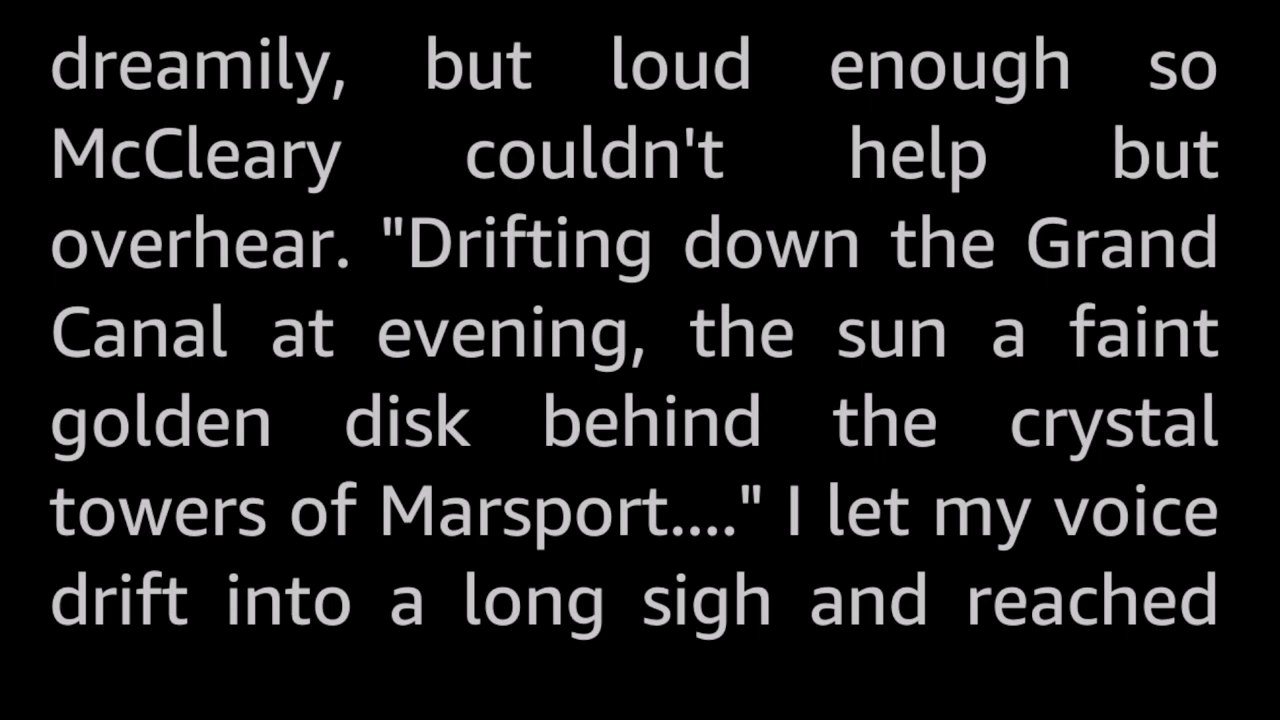 dreamily, but loud enough so
McCleary couldn't help but
overhear. "Drifting down the Grand
Canal at evening, the sun a faint
golden disk behind the crystal
towers of Marsport...." I let my voice
drift into a long sigh and reached